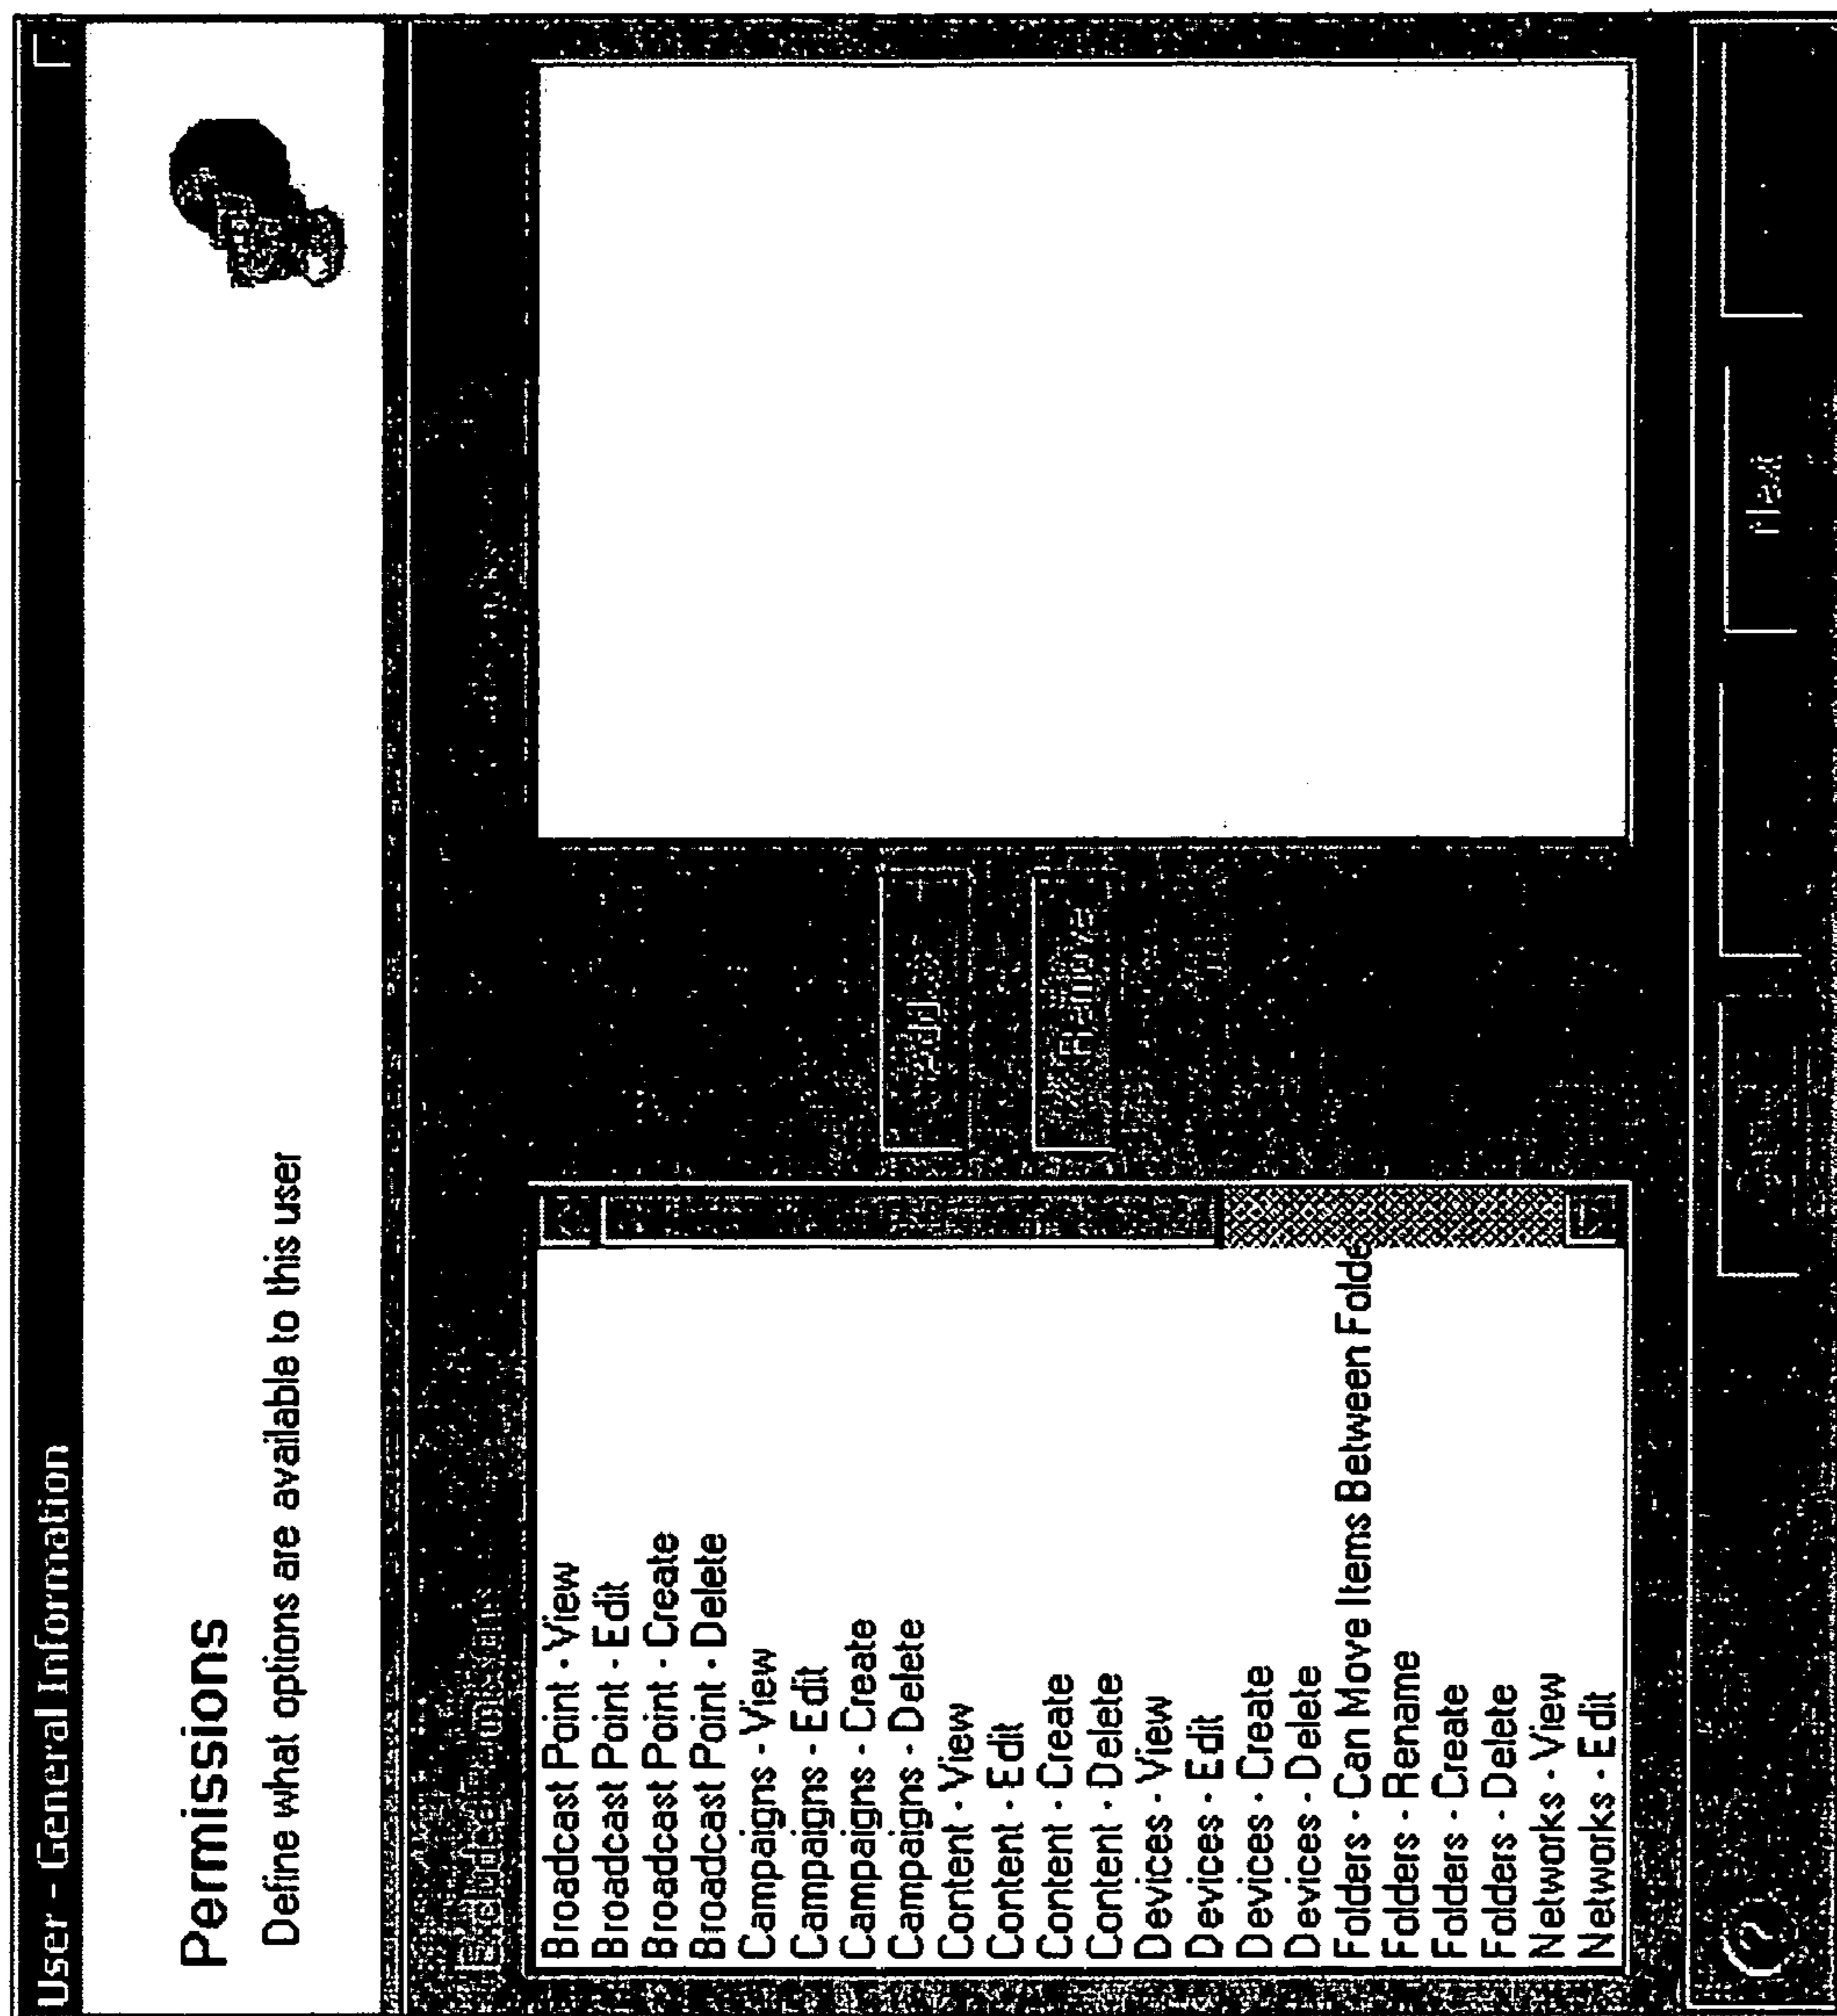 User - General Information
Permissions
Define what options are available to this user
Broadcast Point - View
Broadcast Point - Edit
Broadcast Point - Create
Broadcast Point - Delete
Campaigns - View
Campaigns - Edit
Campaigns - Create
Campaigns - Delete
Content - View
Content - Edit
Content - Create
Content - Delete
Devices - View
Devices - Edit
Devices - Create
Devices - Delete
Folders - Can Move Items Between Folde
Folders - Rename
Folders - Create
Folders - Delete
Networks - View
Networks - Edit
Add
Remove
Next